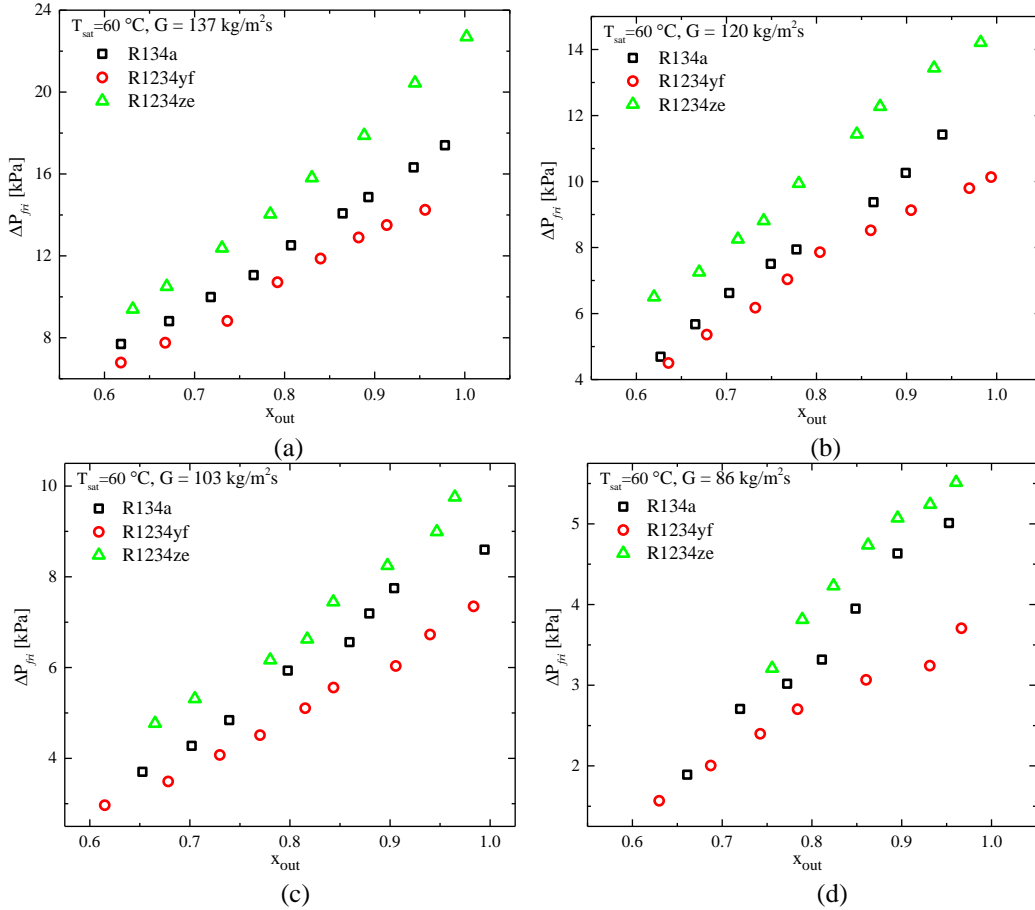 T_sat=60 °C, G = 137 kg/m²s
R134a
R1234yf
R1234ze
24
20
16
12
8
ΔP_fri [kPa]
0.6 0.7 0.8 0.9 1.0
x_out
(a)
T_sat=60 °C, G = 120 kg/m²s
R134a
R1234yf
R1234ze
14
12
10
8
6
4
ΔP_fri [kPa]
0.6 0.7 0.8 0.9 1.0
x_out
(b)
T_sat=60 °C, G = 103 kg/m²s
R134a
R1234yf
R1234ze
10
8
6
4
ΔP_fri [kPa]
0.6 0.7 0.8 0.9 1.0
x_out
(c)
T_sat=60 °C, G = 86 kg/m²s
R134a
R1234yf
R1234ze
5
4
3
2
ΔP_fri [kPa]
0.6 0.7 0.8 0.9 1.0
x_out
(d)